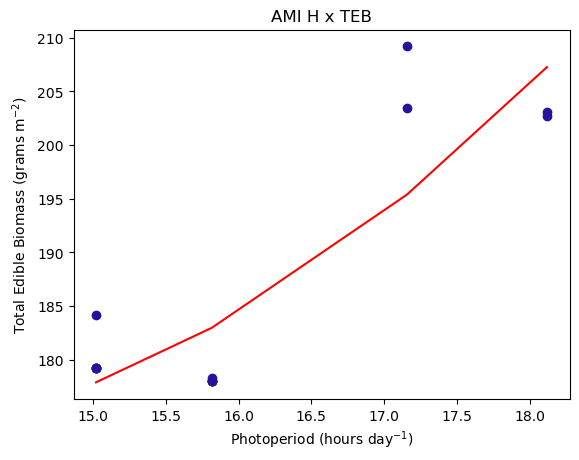 AMI H x TEB
Total Edible Biomass (grams m⁻²)
210
205
200
195
190
185
180
15.0 15.5 16.0 16.5 17.0 17.5 18.0
Photoperiod (hours day⁻¹)